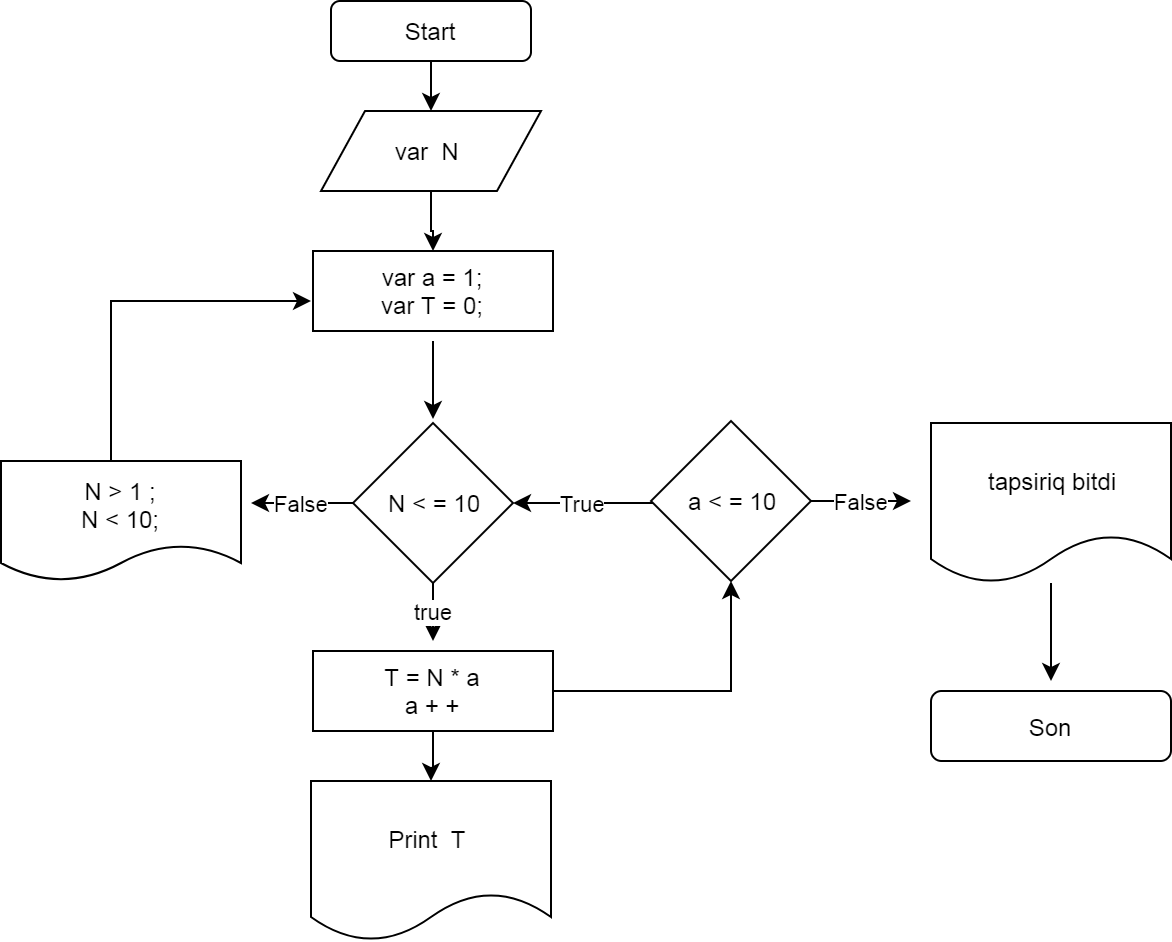 Start
var N
var a = 1;
var T = 0;
N < = 10
False
true
True
a < = 10
False
tapsiriq bitdi
N > 1 ;
N < 10;
T = N * a
a + +
Son
Print T